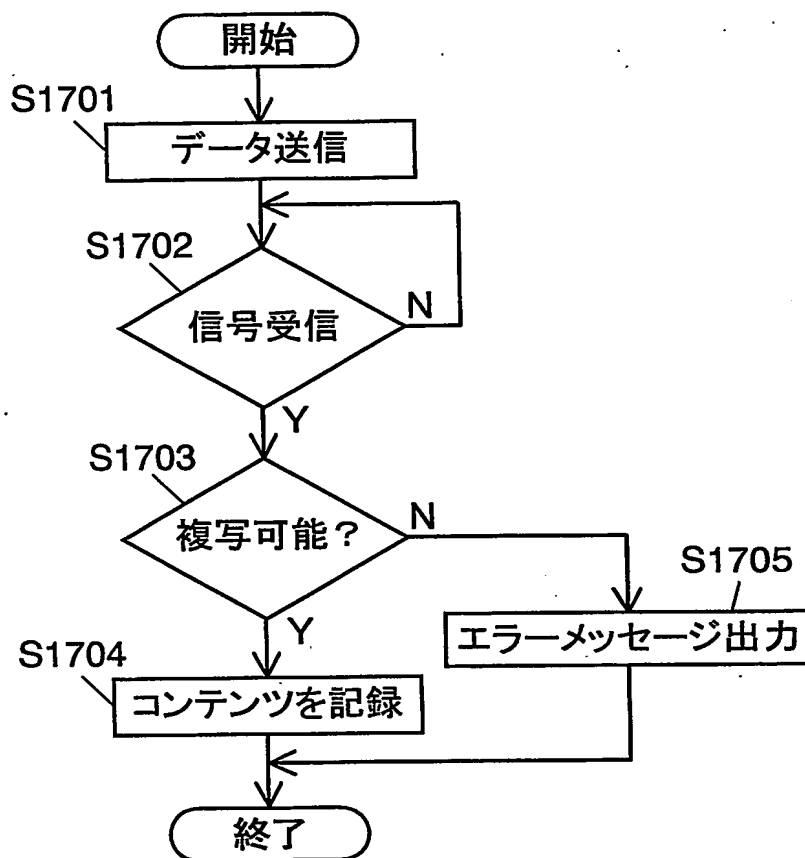 開始
S1701
データ送信
S1702
信号受信
N
Y
S1703
複写可能?
N
S1705
エラーメッセージ出力
Y
S1704
コンテンツを記録
終了